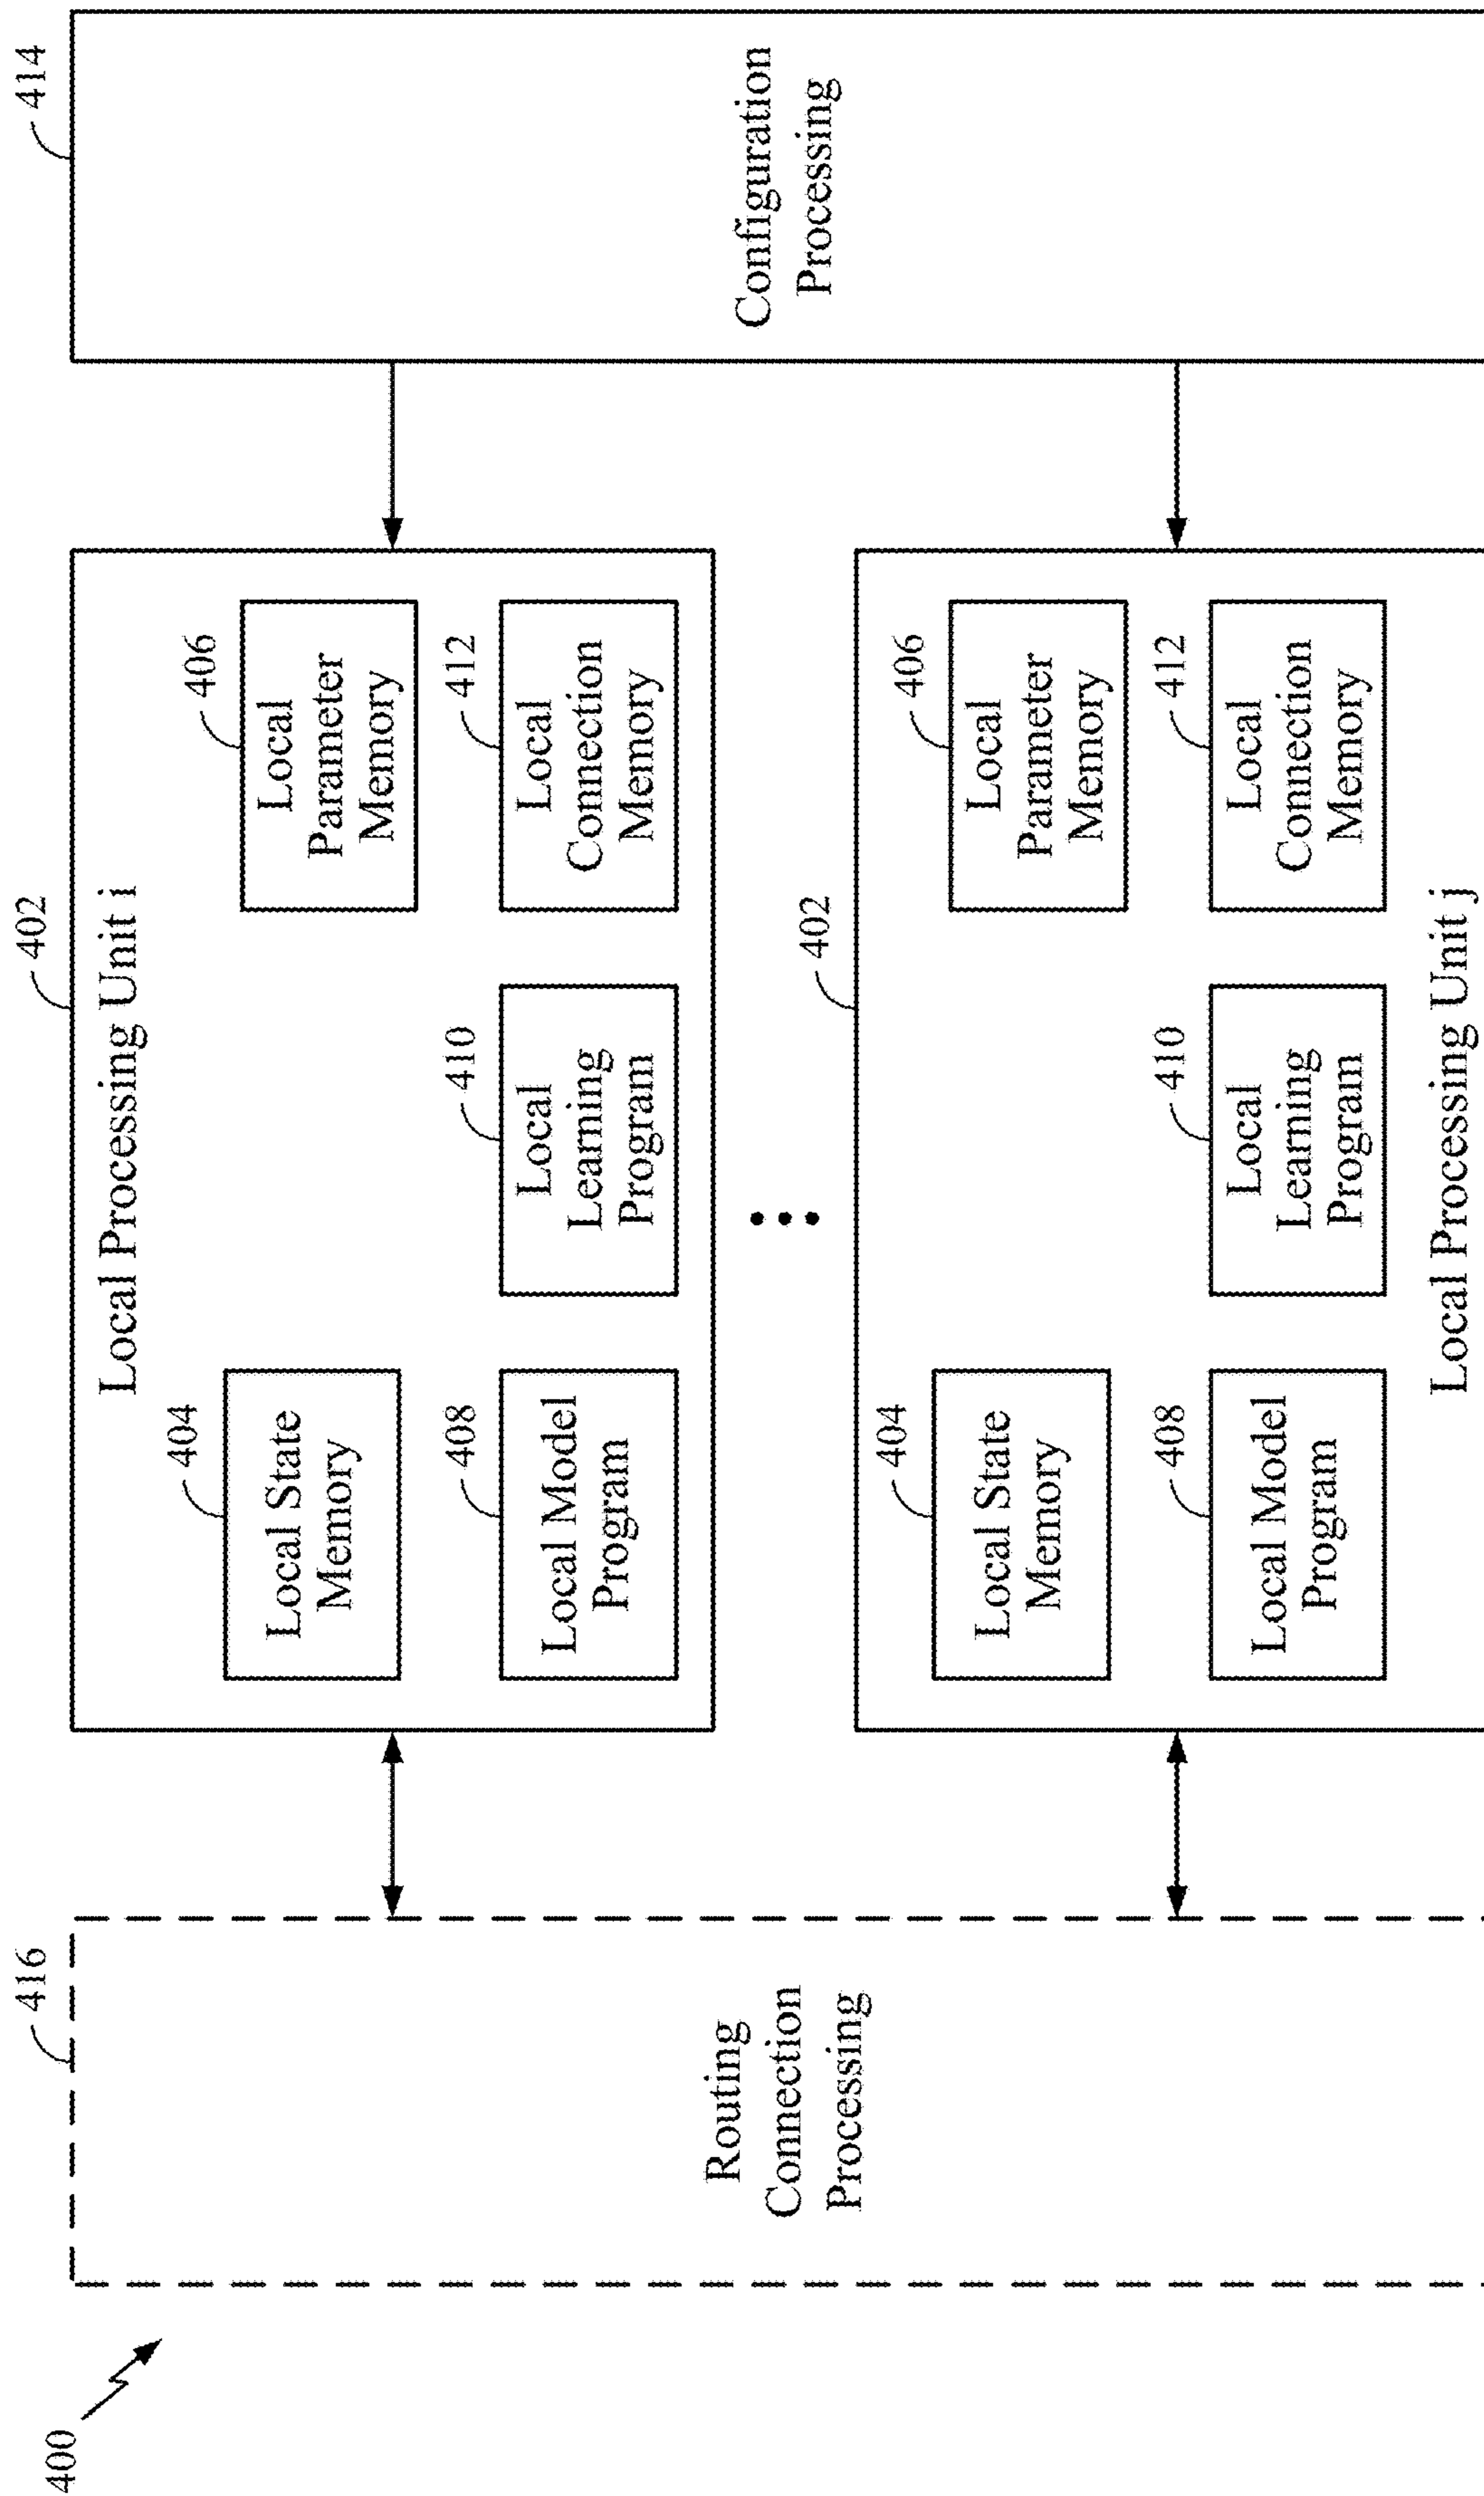 400
416
Routing
Connection
Processing
402
Local Processing Unit i
404
Local State
Memory
406
Local
Parameter
Memory
408
Local Model
Program
410
Local
Learning
Program
412
Local
Connection
Memory
402
404
Local State
Memory
406
Local
Parameter
Memory
408
Local Model
Program
410
Local
Learning
Program
412
Local
Connection
Memory
Local Processing Unit j
414
Configuration
Processing